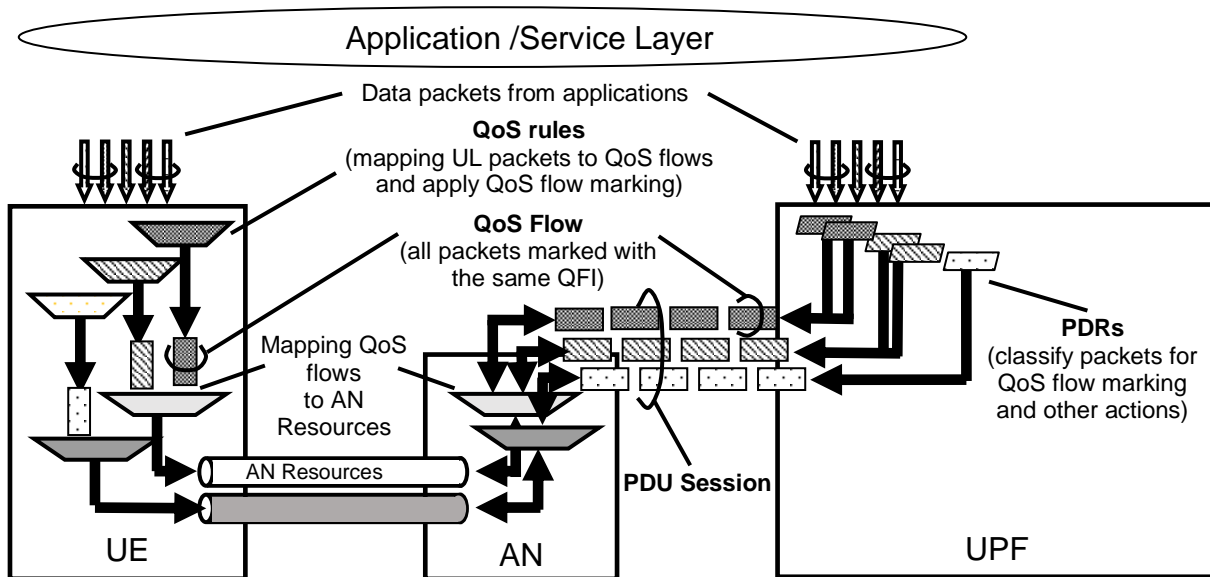 Application /Service Layer
Data packets from applications
QoS rules
(mapping UL packets to QoS flows
and apply QoS flow marking)
QoS Flow
(all packets marked with
the same QFI)
Mapping QoS
flows
to AN
Resources
PDRs
(classify packets for
QoS flow marking
and other actions)
AN Resources
PDU Session
UE
AN
UPF